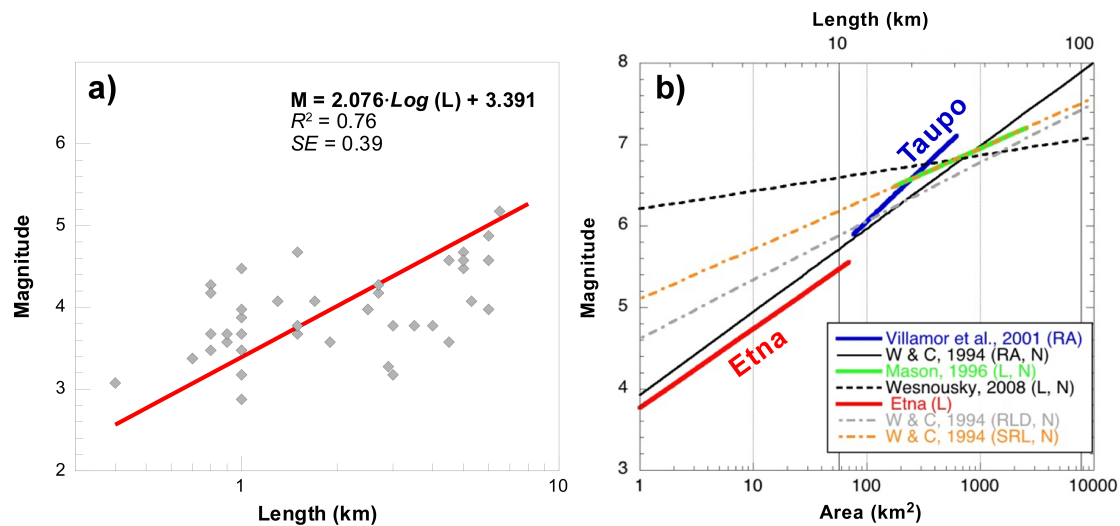 a)
M = 2.076·Log (L) + 3.391
R² = 0.76
SE = 0.39
6
5
4
3
2
1
10
Magnitude
Length (km)
Length (km)
10
100
b)
8
7
6
5
4
3
Taupo
Etna
Magnitude
Villamor et al., 2001 (RA)
W & C, 1994 (RA, N)
Mason, 1996 (L, N)
Wesnousky, 2008 (L, N)
Etna (L)
W & C, 1994 (RLD, N)
W & C, 1994 (SRL, N)
1
10
100
1000
10000
Area (km²)